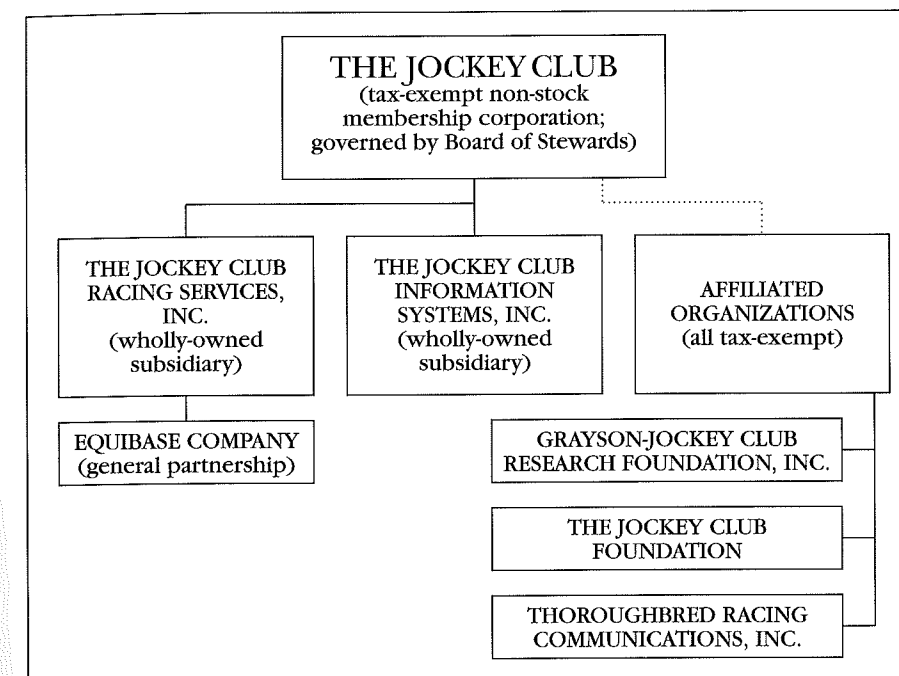 THE JOCKEY CLUB
(tax-exempt non-stock
membership corporation;
governed by Board of Stewards)
THE JOCKEY CLUB
RACING SERVICES,
INC.
(wholly-owned
subsidiary)
THE JOCKEY CLUB
INFORMATION
SYSTEMS, INC.
(wholly-owned
subsidiary)
AFFILIATED
ORGANIZATIONS
(all tax-exempt)
EQUIBASE COMPANY
(general partnership)
GRAYSON-JOCKEY CLUB
RESEARCH FOUNDATION, INC.
THE JOCKEY CLUB
FOUNDATION
THOROUGHBRED RACING
COMMUNICATIONS, INC.